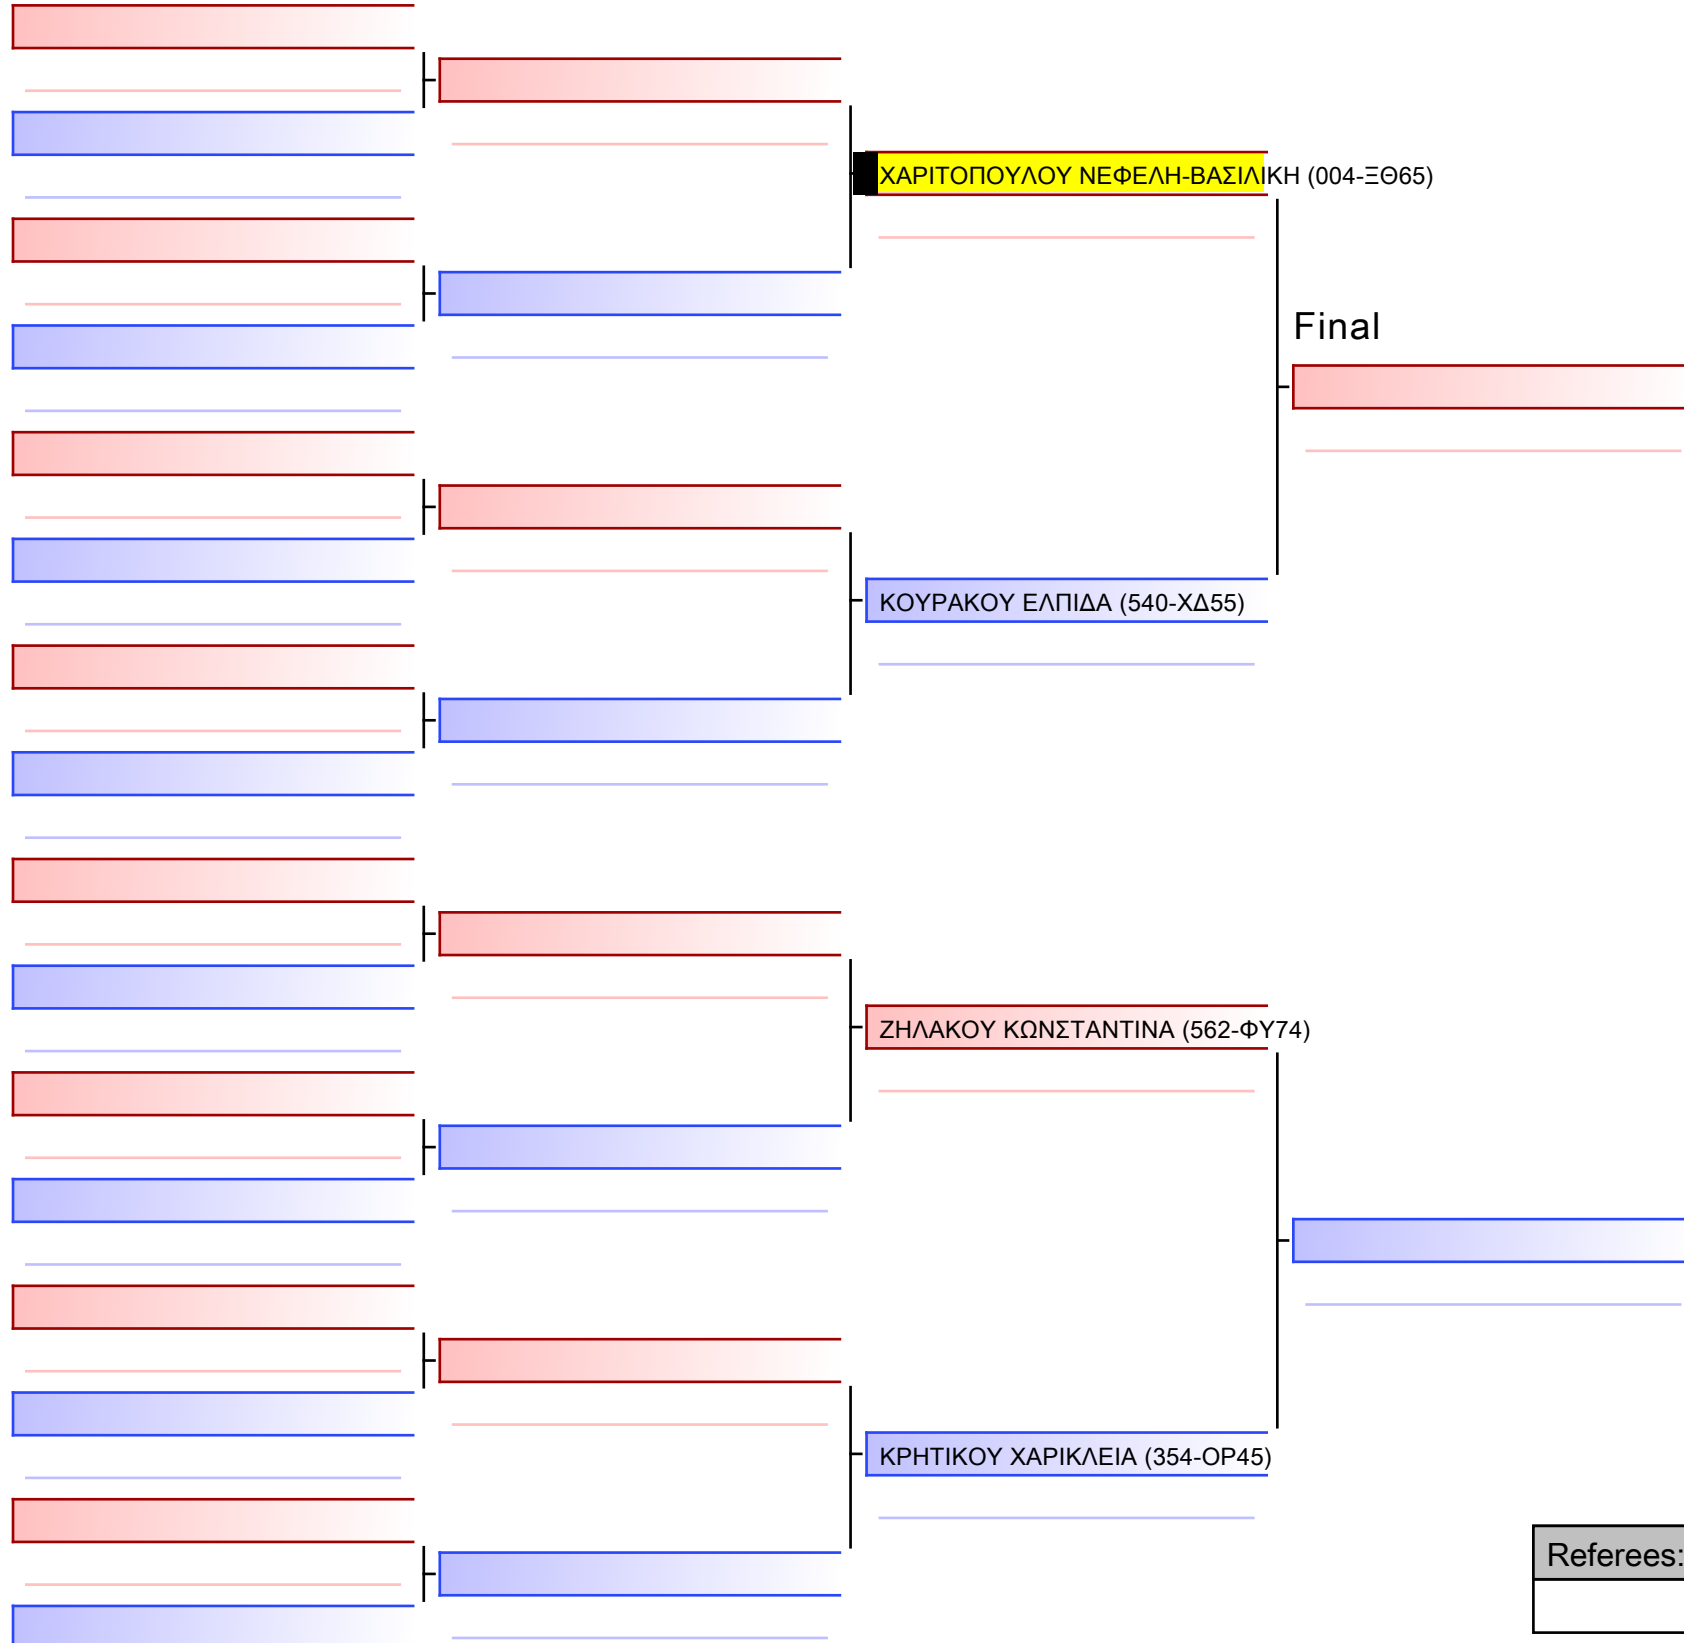 ΧΑΡΙΤΟΠΟΥΛΟΥ ΝΕΦΕΛΗ-ΒΑΣΙΛΙΚΗ (004-ΞΘ65)
Final
ΚΟΥΡΑΚΟΥ ΕΛΠΙΔΑ (540-ΧΔ55)
ΖΗΛΑΚΟΥ ΚΩΝΣΤΑΝΤΙΝΑ (562-ΦΥ74)
ΚΡΗΤΙΚΟΥ ΧΑΡΙΚΛΕΙΑ (354-ΟΡ45)
Referees: